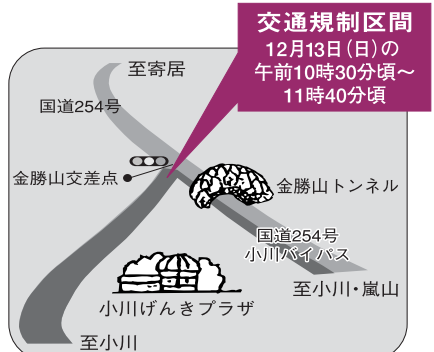 交通規制区間
12月13日（日）の
午前10時30分頃～
11時40分頃
至寄居
国道254号
金勝山交差点
金勝山トンネル
国道254号
小川バイパス
至小川・嵐山
小川げんきプラザ
至小川